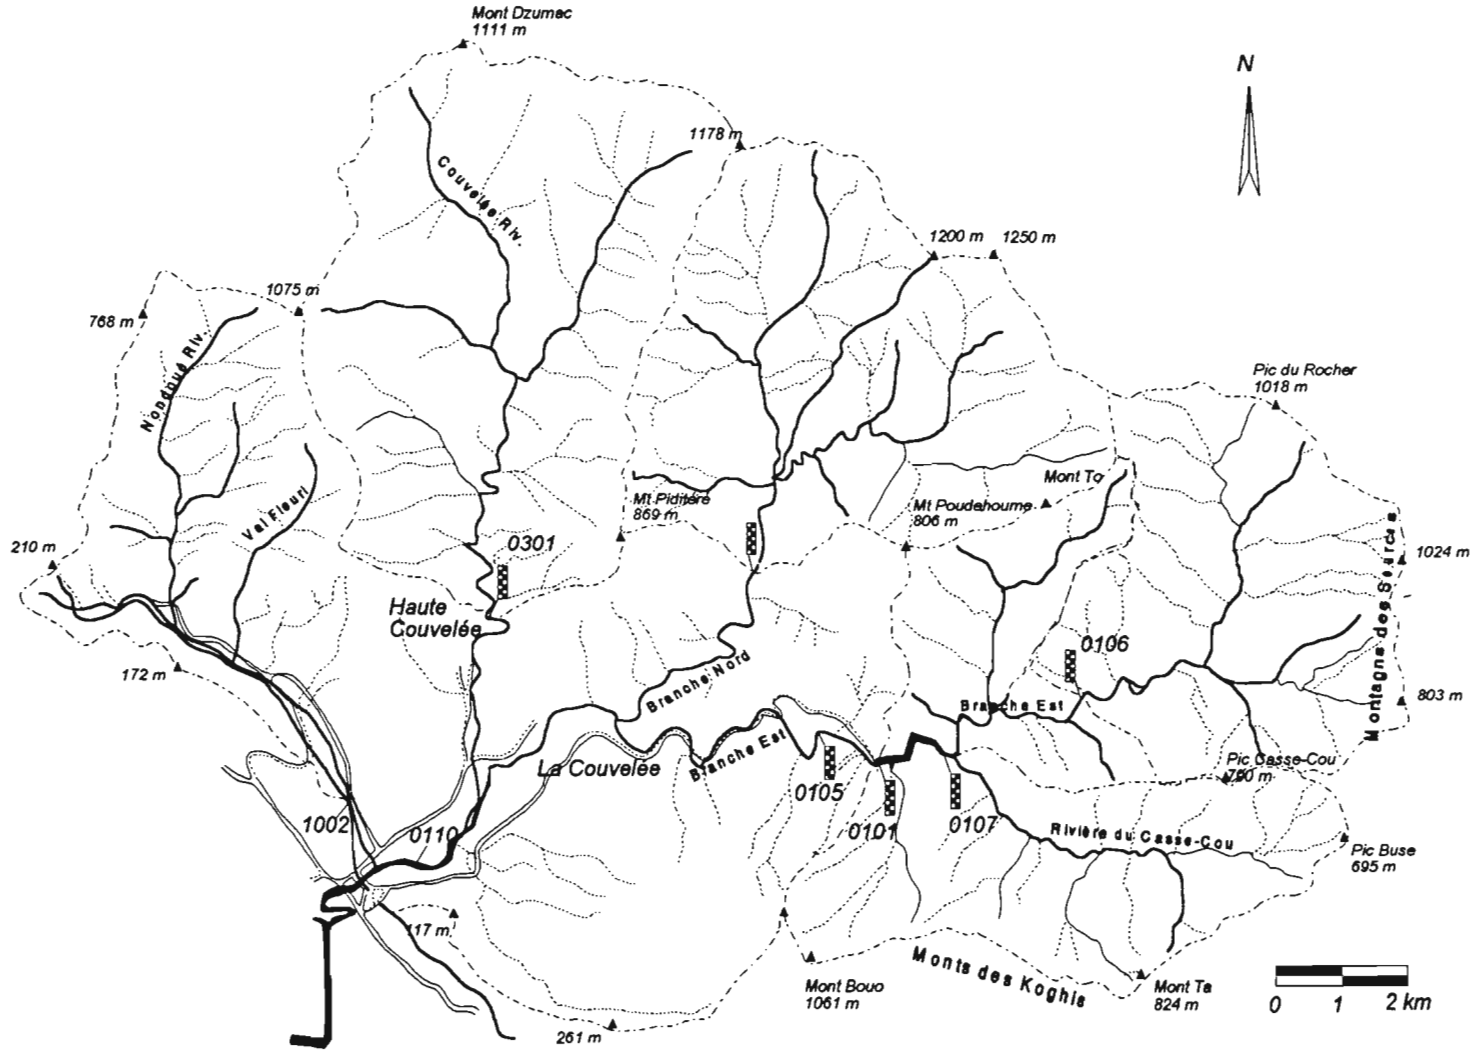 Mont Dzumac
1111 m
N
1178 m
Couvelée Riv.
1200 m
1250 m
1075 m
768 m
Nondoué Riv.
Pic du Rocher
1018 m
Val Fleuri
Mt Piditéré
869 m
Mont To
Mt Poudehoume
806 m
210 m
0301
1024 m
Montagne des Sources
Haute
Couvelée
172 m
0106
803 m
Branche Nord
Branche Est
Branche Est
La Couvelée
Pic Casse-Cou
790 m
0105
0101
0107
1002
0110
Rivière du Casse-Cou
Pic Buse
695 m
117 m
Monts des Koghis
Mont Bouo
1061 m
Mont Ta
824 m
0 1 2 km
261 m